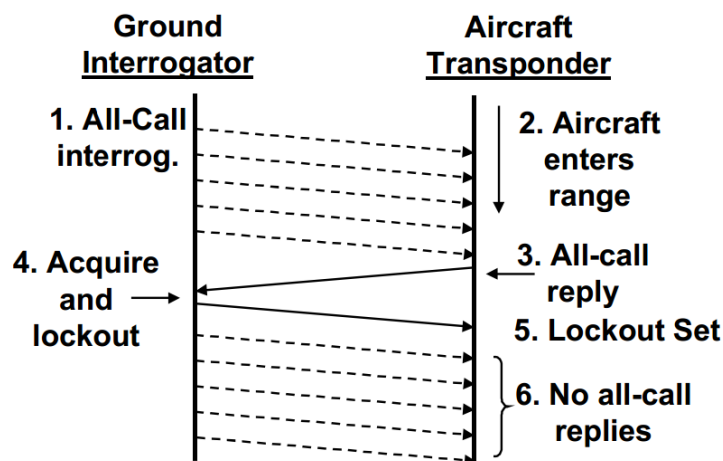 Ground
Interrogator
Aircraft
Transponder
1. All-Call
interrog.
2. Aircraft
enters
range
3. All-call
reply
4. Acquire
and
lockout
5. Lockout Set
6. No all-call
replies